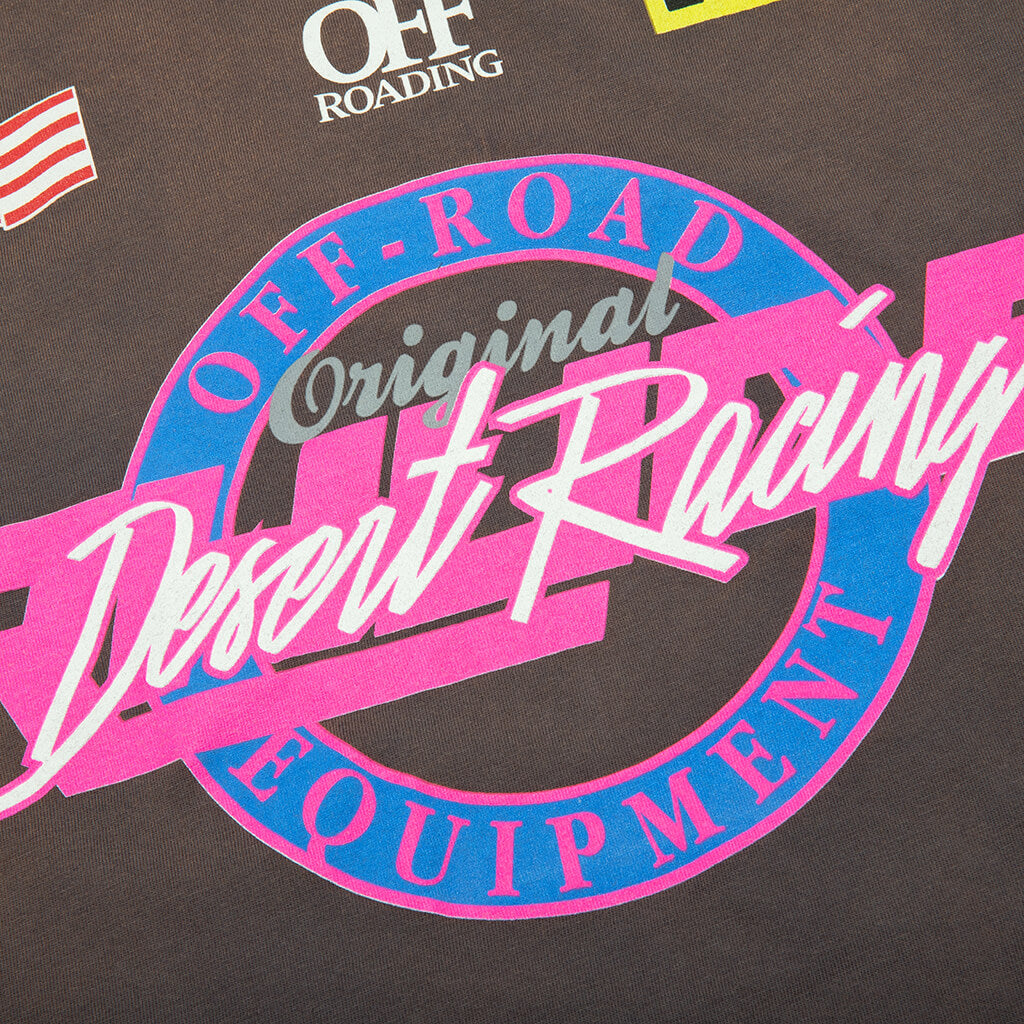 OFF
ROADING
OFF-ROAD
Original
Desert Racing
EQUIPMENT